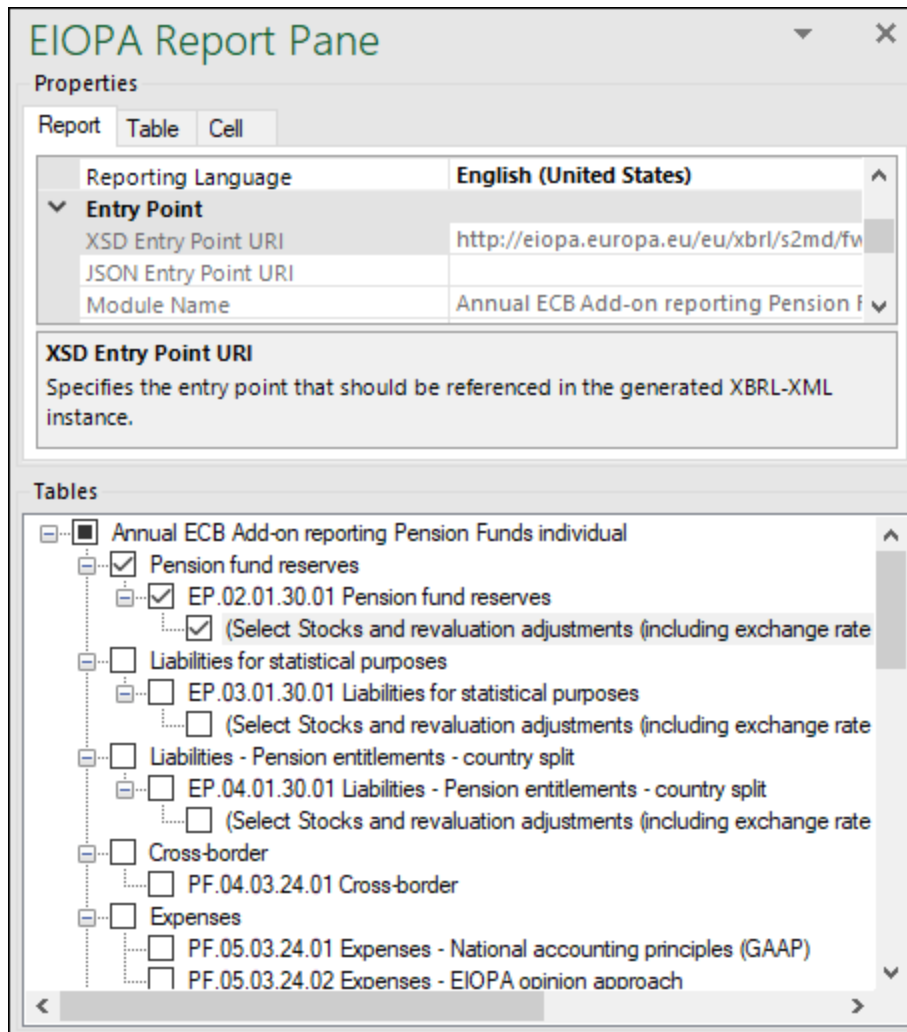 EIOPA Report Pane
Properties
Report Table Cell
Reporting Language English (United States)
Entry Point
XSD Entry Point URI http://eiopa.europa.eu/eu/xbrl/s2md/fw
JSON Entry Point URI
Module Name Annual ECB Add-on reporting Pension F
XSD Entry Point URI
Specifies the entry point that should be referenced in the generated XBRL-XML
instance.
Tables
Annual ECB Add-on reporting Pension Funds individual
Pension fund reserves
EP.02.01.30.01 Pension fund reserves
(Select Stocks and revaluation adjustments (including exchange rate
Liabilities for statistical purposes
EP.03.01.30.01 Liabilities for statistical purposes
(Select Stocks and revaluation adjustments (including exchange rate
Liabilities - Pension entitlements - country split
EP.04.01.30.01 Liabilities - Pension entitlements - country split
(Select Stocks and revaluation adjustments (including exchange rate
Cross-border
PF.04.03.24.01 Cross-border
Expenses
PF.05.03.24.01 Expenses - National accounting principles (GAAP)
PF.05.03.24.02 Expenses - EIOPA opinion approach